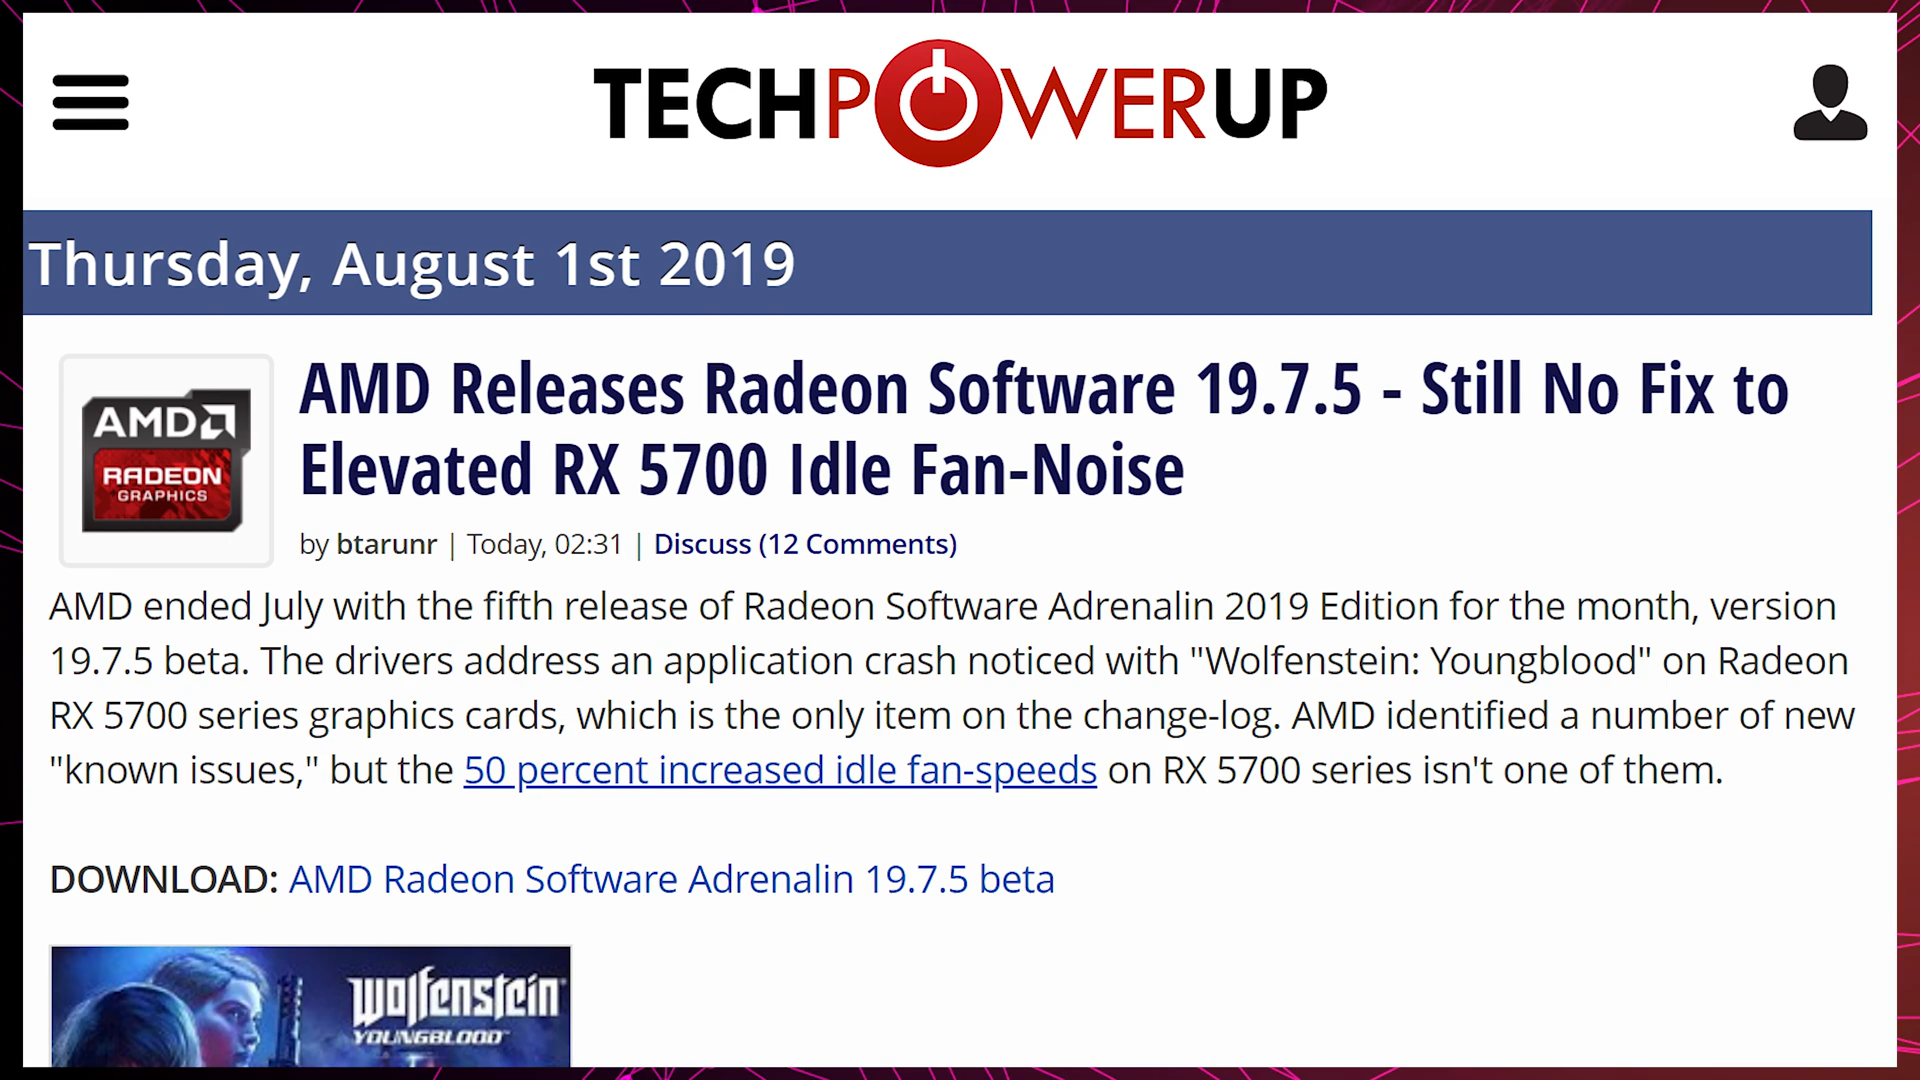 TECHPOWERUP
Thursday, August 1st 2019
AMD
RADEON
GRAPHICS
AMD Releases Radeon Software 19.7.5 - Still No Fix to
Elevated RX 5700 Idle Fan-Noise
by btarunr | Today, 02:31 | Discuss (12 Comments)
AMD ended July with the fifth release of Radeon Software Adrenalin 2019 Edition for the month, version
19.7.5 beta. The drivers address an application crash noticed with "Wolfenstein: Youngblood" on Radeon
RX 5700 series graphics cards, which is the only item on the change-log. AMD identified a number of new
"known issues," but the 50 percent increased idle fan-speeds on RX 5700 series isn't one of them.
DOWNLOAD: AMD Radeon Software Adrenalin 19.7.5 beta
Wolfenstein
YOUNGBLOOD